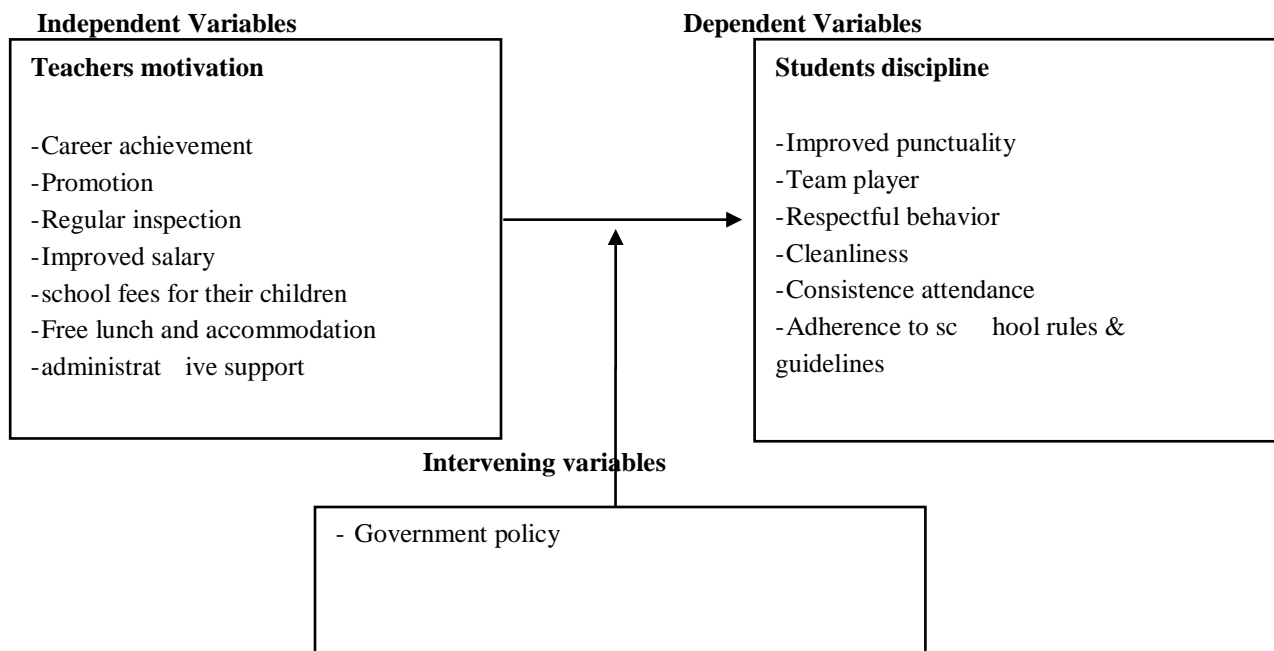 Independent Variables
Dependent Variables
Teachers motivation
-Career achievement
-Promotion
-Regular inspection
-Improved salary
-school fees for their children
-Free lunch and accommodation
-administrat ive support
Students discipline
-Improved punctuality
-Team player
-Respectful behavior
-Cleanliness
-Consistence attendance
-Adherence to sc hool rules &
guidelines
Intervening variables
- Government policy